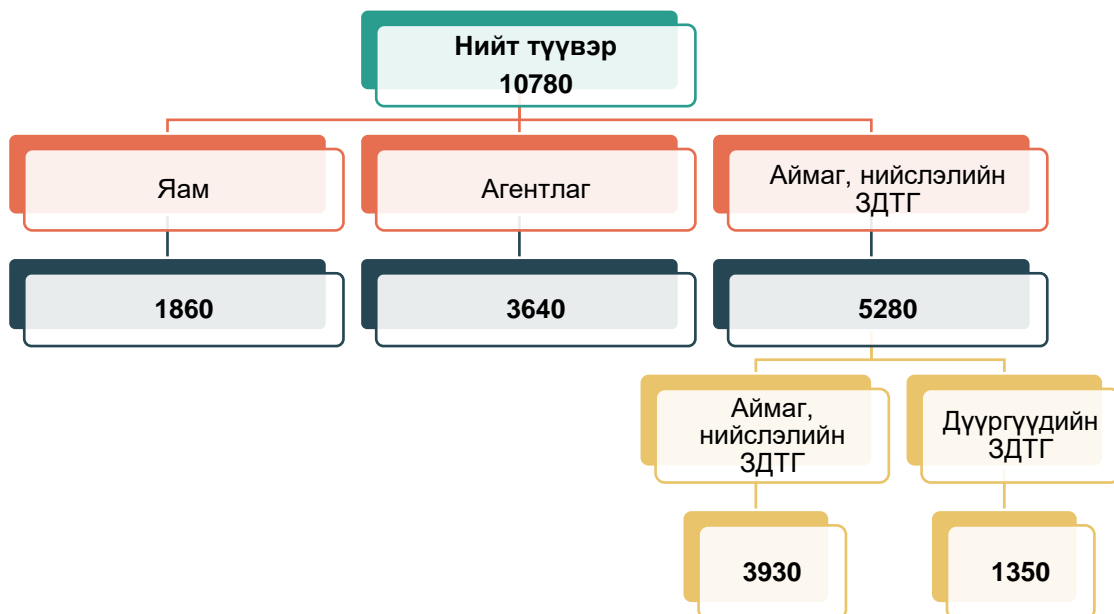 Нийт түүвэр
10780
Яам
Агентлаг
Аймаг, нийслэлийн
ЗДТГ
1860
3640
5280
Аймаг,
нийслэлийн
ЗДТГ
Дүүргүүдийн
ЗДТГ
3930
1350